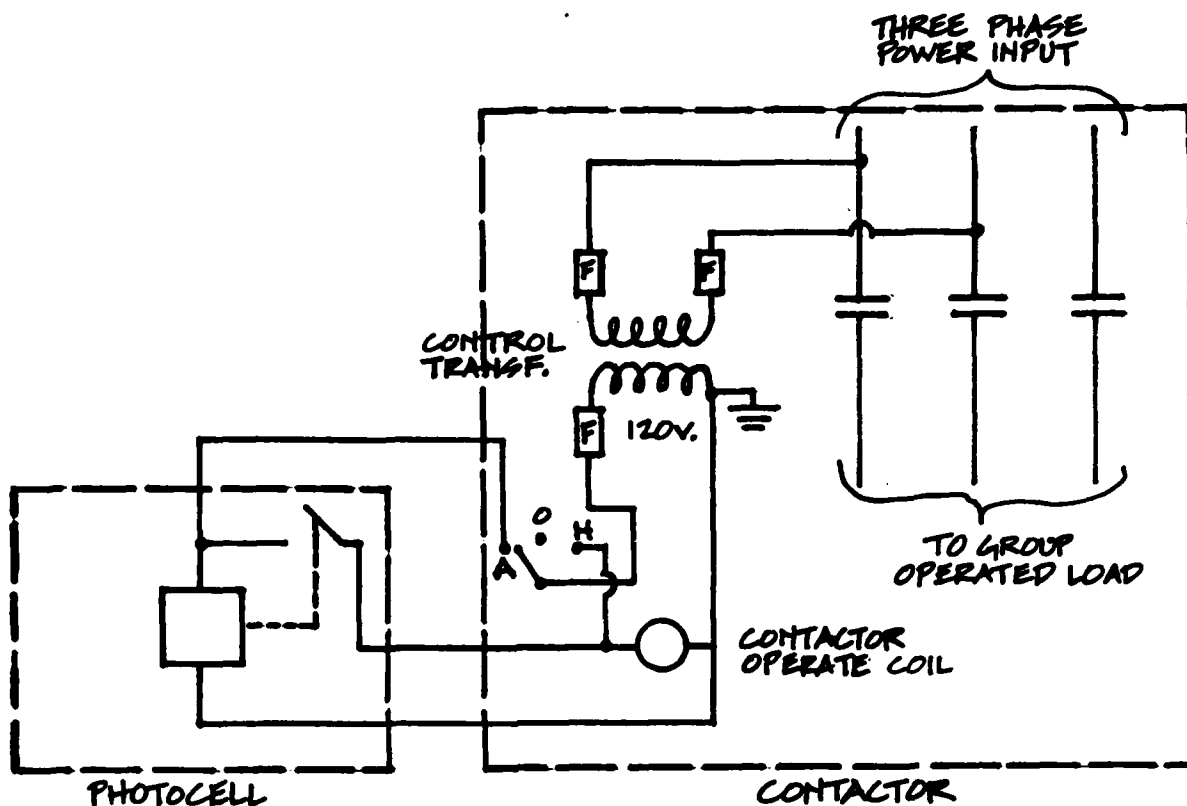 THREE PHASE
POWER INPUT
F
F
CONTROL
TRANSF.
F
120V.
O
H
A
TO GROUP
OPERATED LOAD
CONTACTOR
OPERATE COIL
PHOTOCELL
CONTACTOR